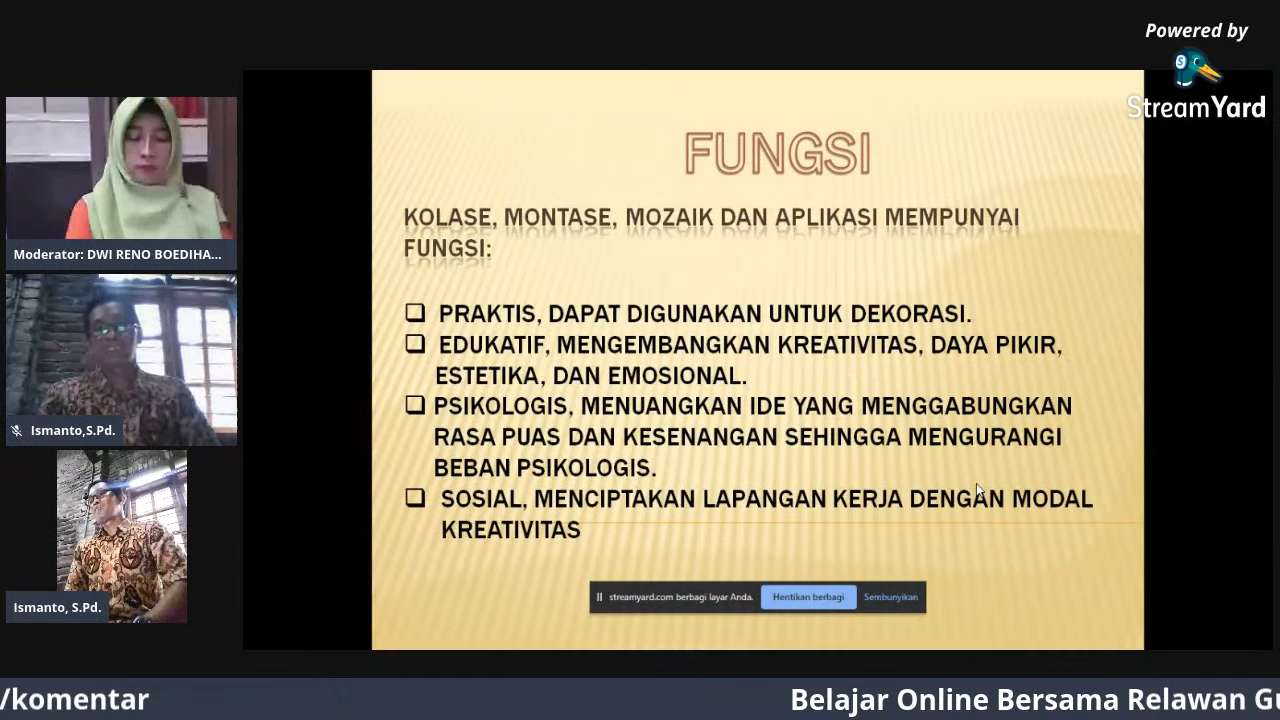 Powered by
StreamYard
FUNGSI
KOLASE, MONTASE, MOZAIK DAN APLIKASI MEMPUNYAI
FUNGSI:
❑ PRAKTIS, DAPAT DIGUNAKAN UNTUK DEKORASI.
❑ EDUKATIF, MENGEMBANGKAN KREATIVITAS, DAYA PIKIR,
ESTETIKA, DAN EMOSIONAL.
❑ PSIKOLOGIS, MENUANGKAN IDE YANG MENGGABUNGKAN
RASA PUAS DAN KESENANGAN SEHINGGA MENGURANGI
BEBAN PSIKOLOGIS.
❑ SOSIAL, MENCIPTAKAN LAPANGAN KERJA DENGAN MODAL
KREATIVITAS
streamyard.com berbagi layar Anda. Hentikan berbagi Sembunyikan
Moderator: DWI RENO BOEDIHA...
Ismanto,S.Pd.
Ismanto, S.Pd.
/komentar Belajar Online Bersama Relawan